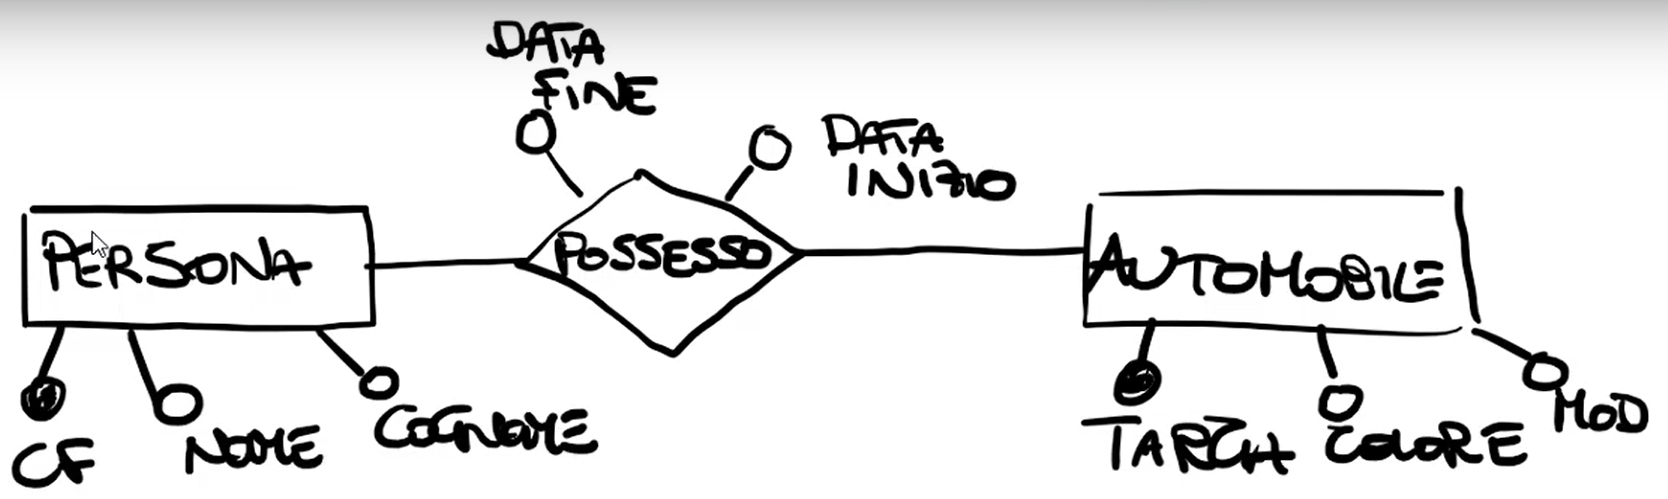 DATA
FINE
DATA
INIZIO
PERSONA
POSSESSO
AUTOMOBILE
CF
NOME
COGNOME
TARGA
COLORE
MOD